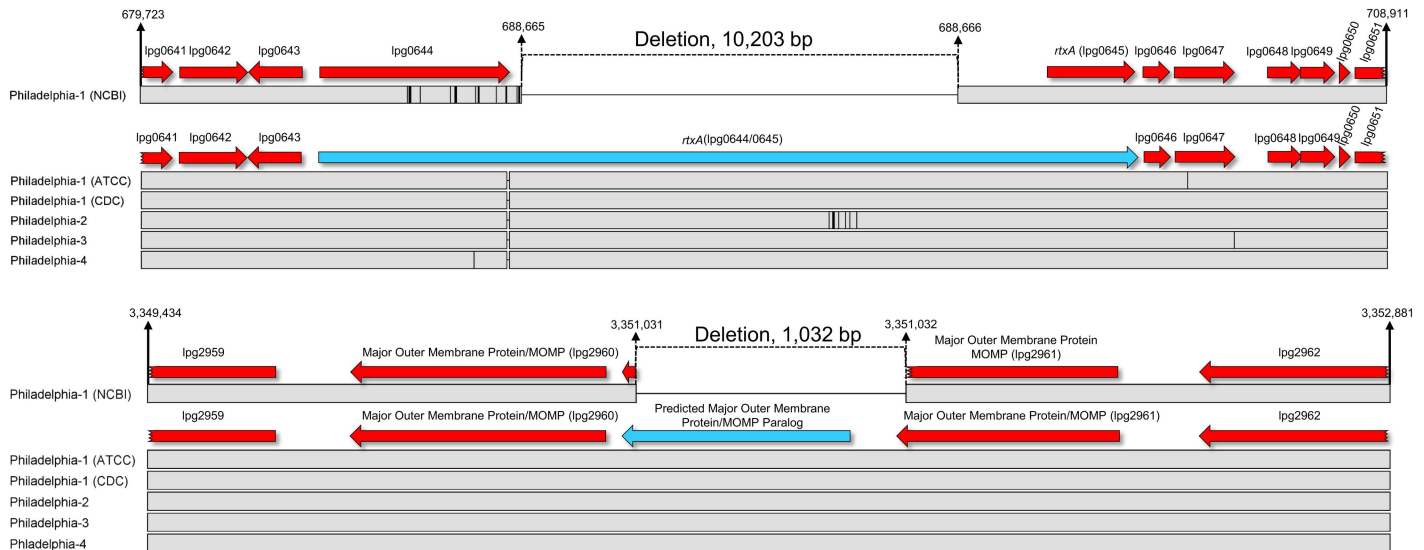 679,723
688,665
Deletion, 10,203 bp
688,666
708,911
lpg0641 lpg0642 lpg0643 lpg0644 rtxA (lpg0645) lpg0646 lpg0647 lpg0648 lpg0649 lpg0650 lpg0651
Philadelphia-1 (NCBI)
lpg0641 lpg0642 lpg0643 rtxA(lpg0644/0645) lpg0646 lpg0647 lpg0648 lpg0649 lpg0650 lpg0651
Philadelphia-1 (ATCC)
Philadelphia-1 (CDC)
Philadelphia-2
Philadelphia-3
Philadelphia-4
3,349,434
3,351,031
Deletion, 1,032 bp
3,351,032
3,352,881
lpg2959
Major Outer Membrane Protein/MOMP (lpg2960)
Major Outer Membrane Protein
MOMP (lpg2961)
lpg2962
Philadelphia-1 (NCBI)
lpg2959
Major Outer Membrane Protein/MOMP (lpg2960)
Predicted Major Outer Membrane
Protein/MOMP Paralog
Major Outer Membrane Protein/MOMP (lpg2961)
lpg2962
Philadelphia-1 (ATCC)
Philadelphia-1 (CDC)
Philadelphia-2
Philadelphia-3
Philadelphia-4